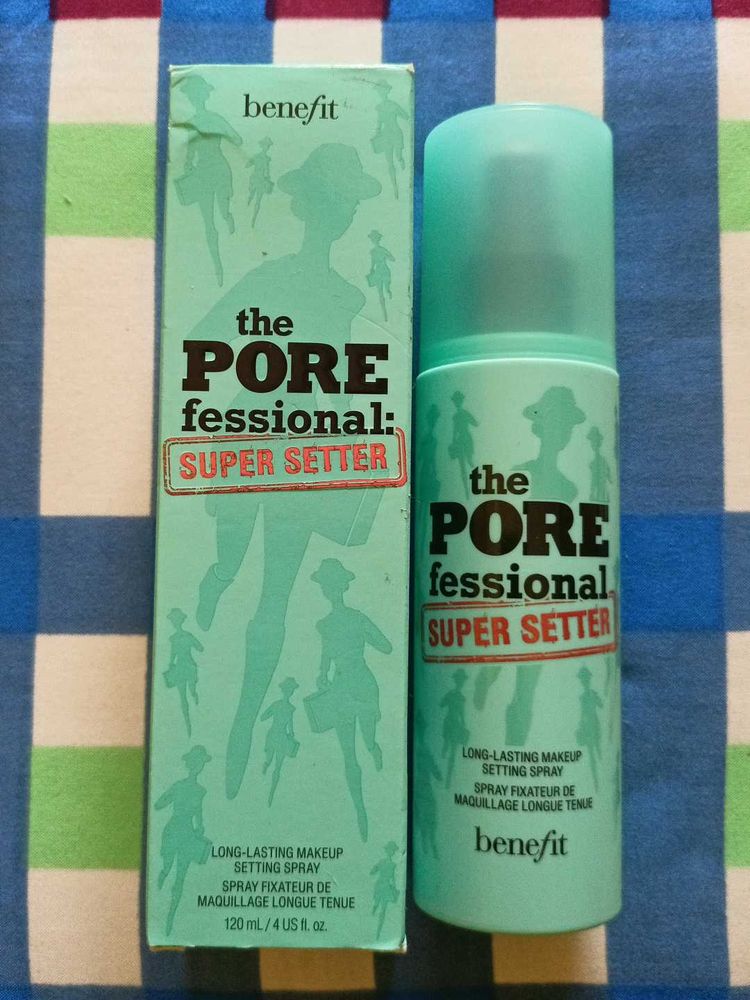 benefit
the
PORE
fessional:
SUPER SETTER
LONG-LASTING MAKEUP
SETTING SPRAY
SPRAY FIXATEUR DE
MAQUILLAGE LONGUE TENUE
120 mL / 4 US fl. oz.
the
PORE
fessional
SUPER SETTER
LONG-LASTING MAKEUP
SETTING SPRAY
SPRAY FIXATEUR DE
MAQUILLAGE LONGUE TENUE
benefit